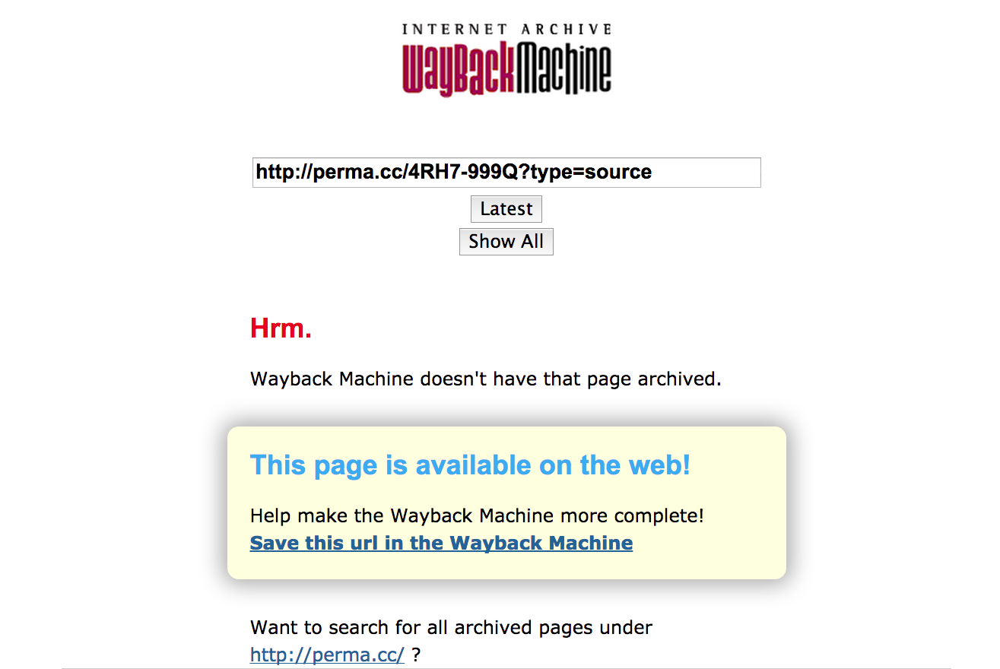 INTERNET ARCHIVE
WayBackMachine
http://perma.cc/4RH7-999Q?type=source
Latest
Show All
Hrm.
Wayback Machine doesn't have that page archived.
This page is available on the web!
Help make the Wayback Machine more complete!
Save this url in the Wayback Machine
Want to search for all archived pages under
http://perma.cc/ ?